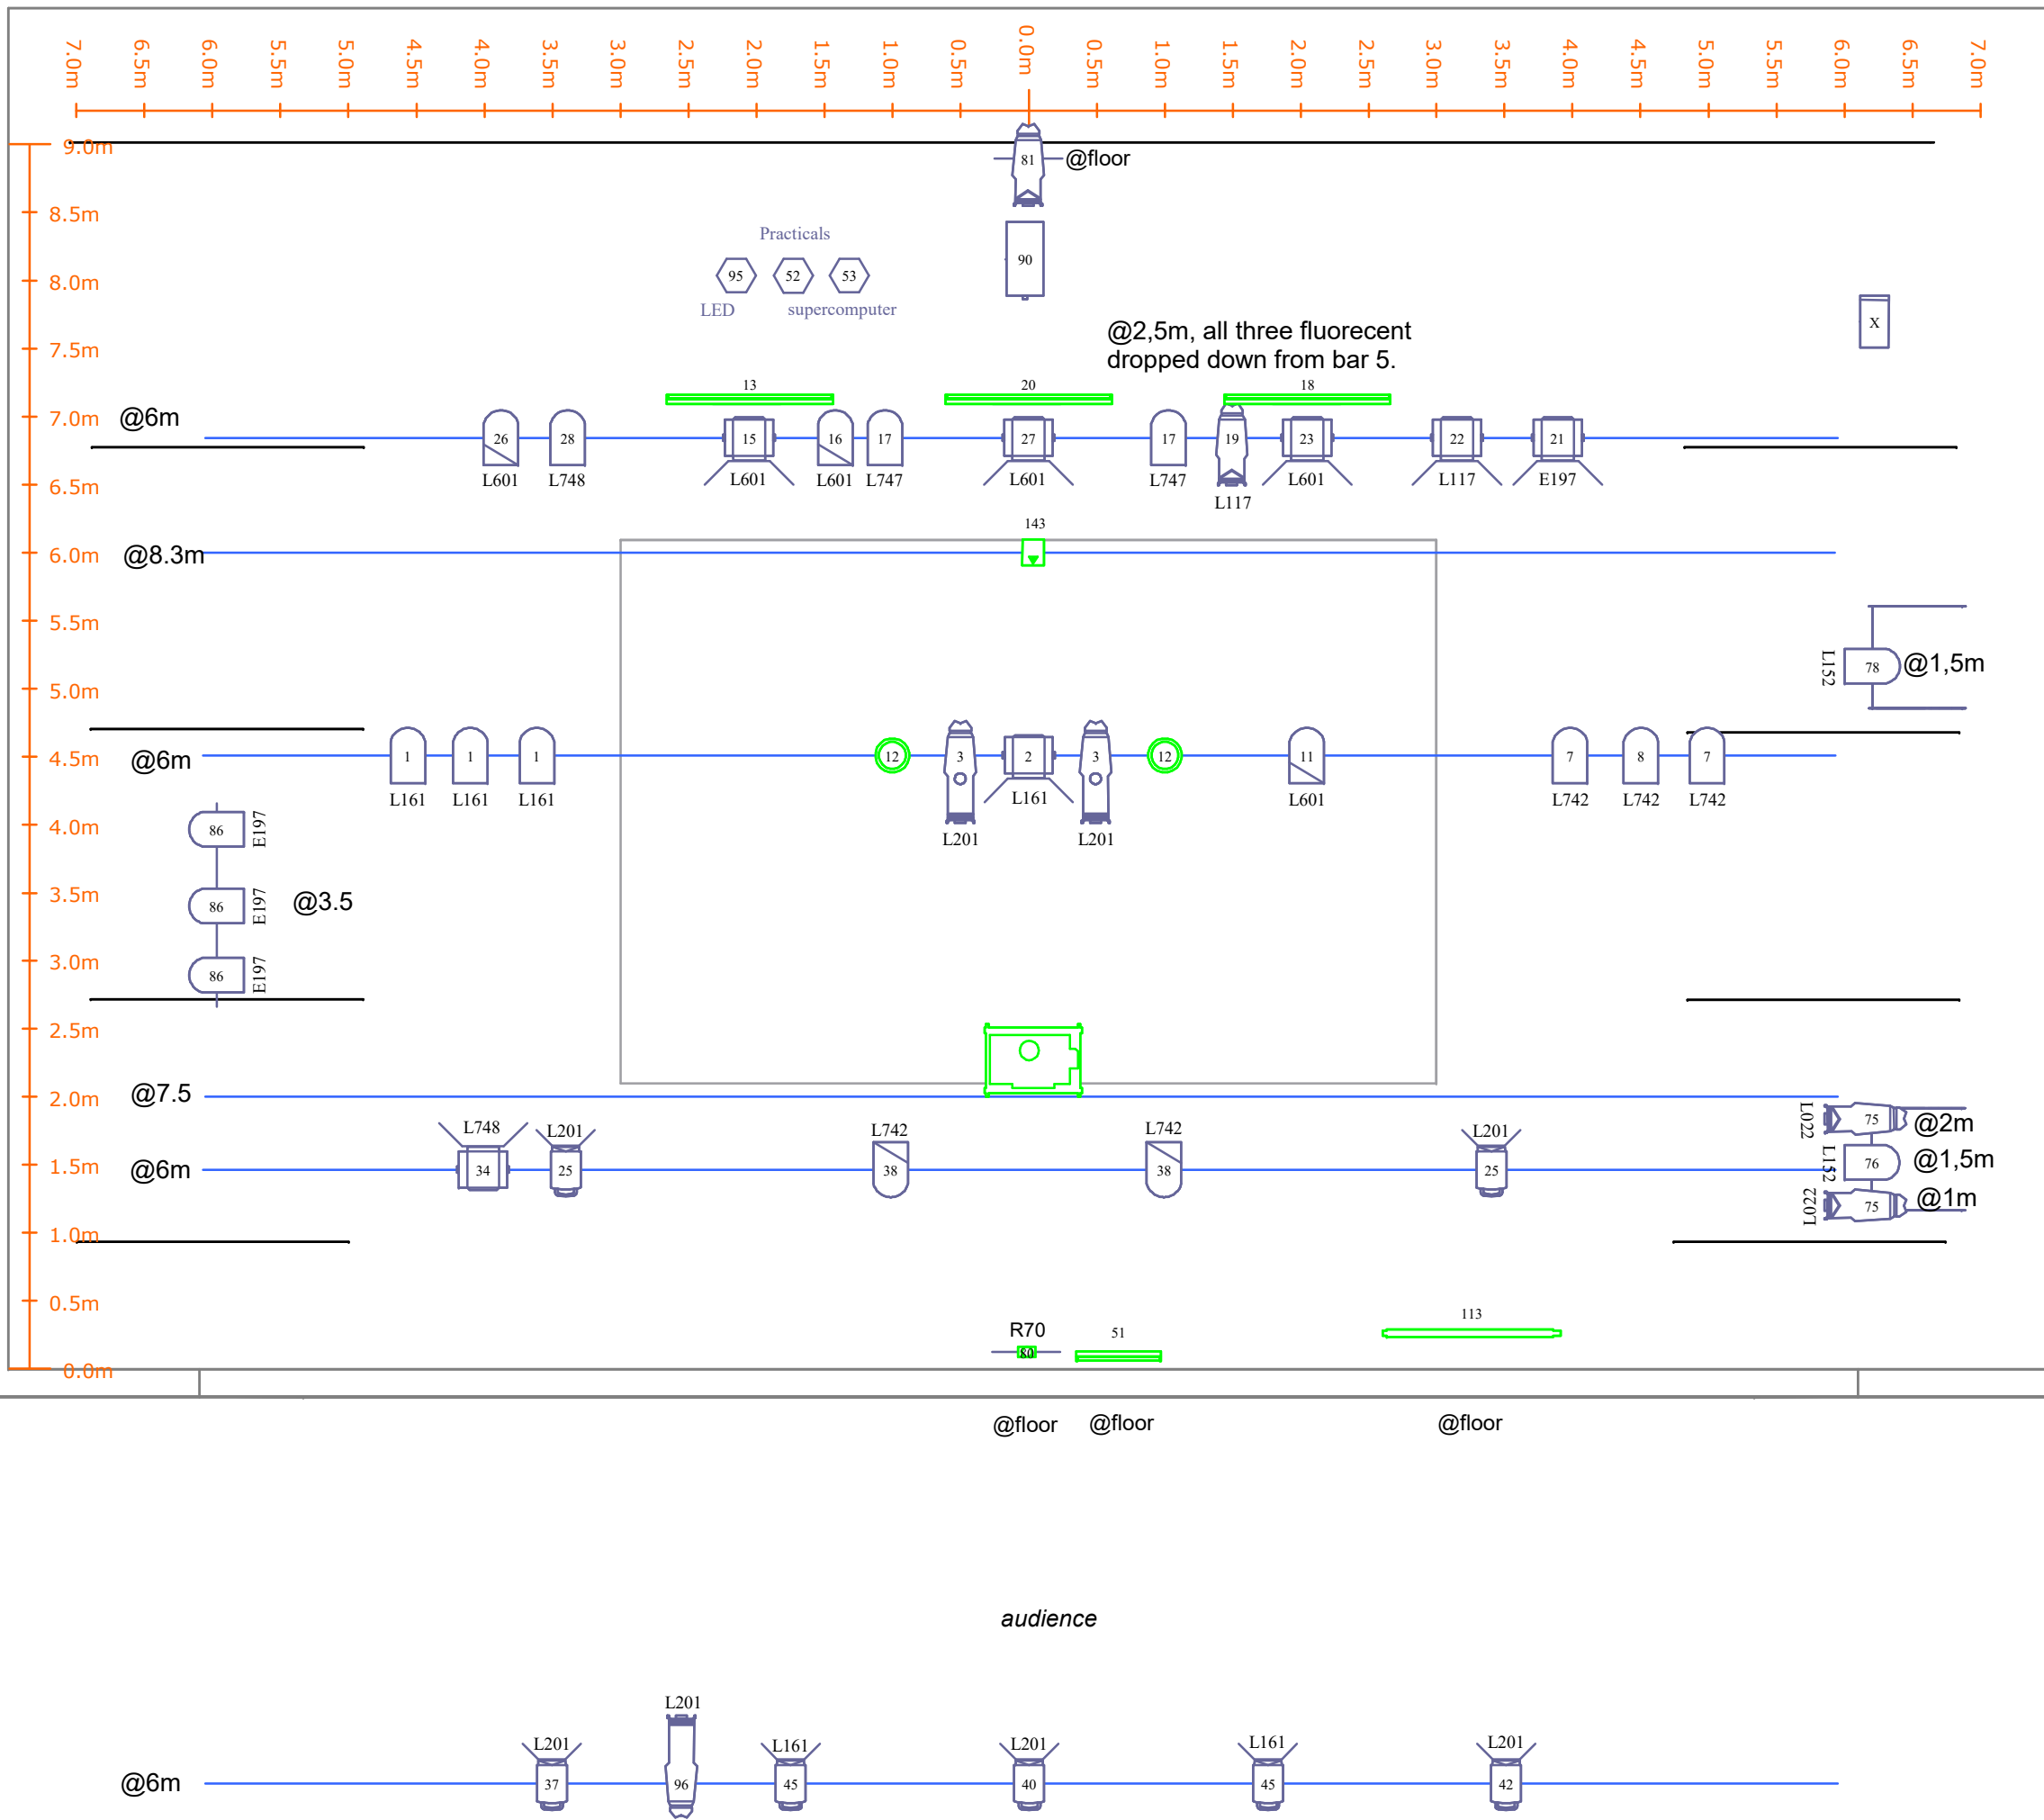 7.0m 6.5m 6.0m 5.5m 5.0m 4.5m 4.0m 3.5m 3.0m 2.5m 2.0m 1.5m 1.0m 0.5m 0.0m 0.5m 1.0m 1.5m 2.0m 2.5m 3.0m 3.5m 4.0m 4.5m 5.0m 5.5m 6.0m 6.5m 7.0m
9.0m
81 @floor
8.5m
Practicals
90
8.0m
95 52 53
LED supercomputer
X
@2,5m, all three fluorecent
dropped down from bar 5.
7.5m
13 20 18
7.0m
@6m
26 28 15 16 17 27 17 19 23 22 21
L601 L748 L601 L601 L747 L601 L747 L601 L117 E197
6.5m
L117
143
6.0m
@8.3m
5.5m
L152 78 @1,5m
5.0m
4.5m
@6m
1 1 1 12 3 2 3 12 11 7 8 7
L161 L161 L161 L161 L601 L742 L742 L742
L201 L201
4.0m
86 E197
3.5m
86 E197 @3.5
3.0m
86 E197
2.5m
2.0m
@7.5
L022 75 @2m
L748 L201 L742 L742 L201
1.5m
@6m
34 25 38 38 25
L152 76 @1,5m
L022 75 @1m
1.0m
0.5m
R70 51 113
80
0.0m
@floor @floor @floor
audience
L201
L201 L161 L201 L161 L201
@6m
37 96 45 40 45 42